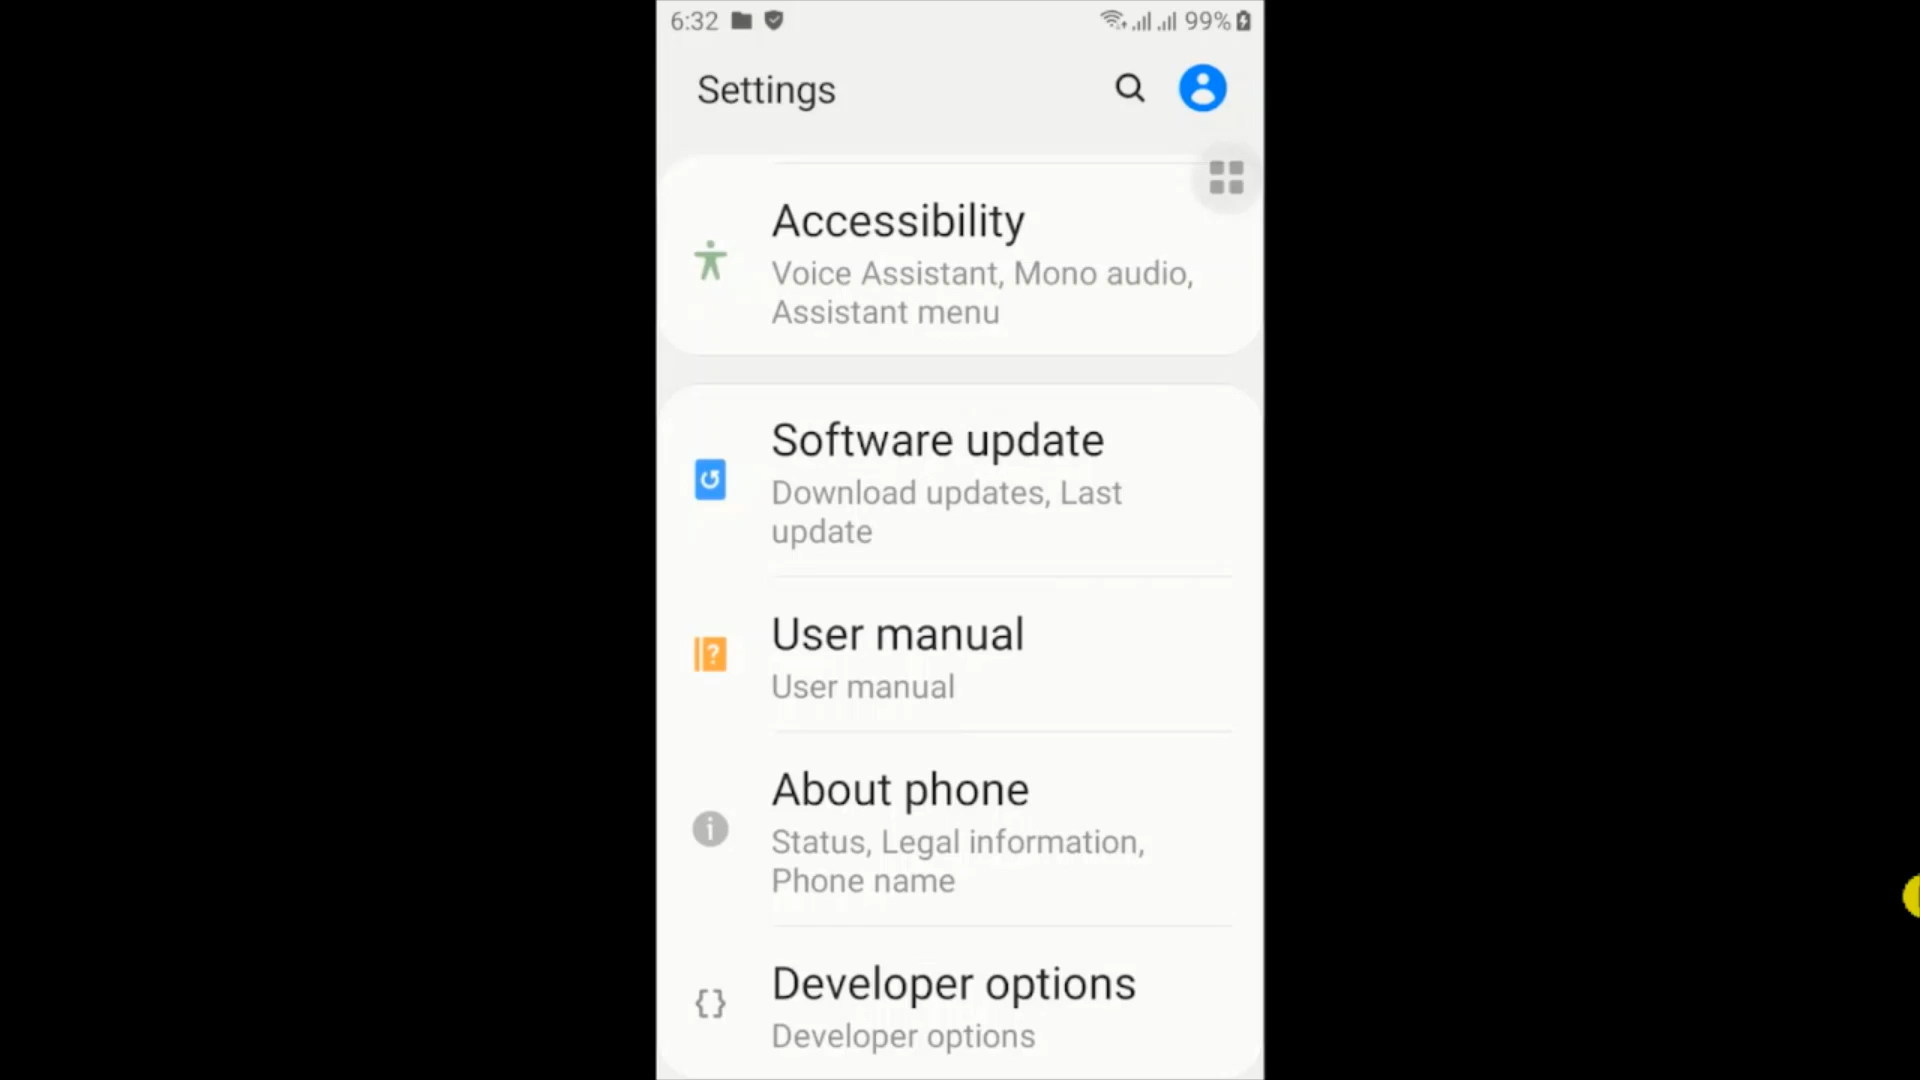 6:32 99%
Settings
Accessibility
Voice Assistant, Mono audio,
Assistant menu
Software update
Download updates, Last
update
User manual
User manual
About phone
Status, Legal information,
Phone name
Developer options
Developer options